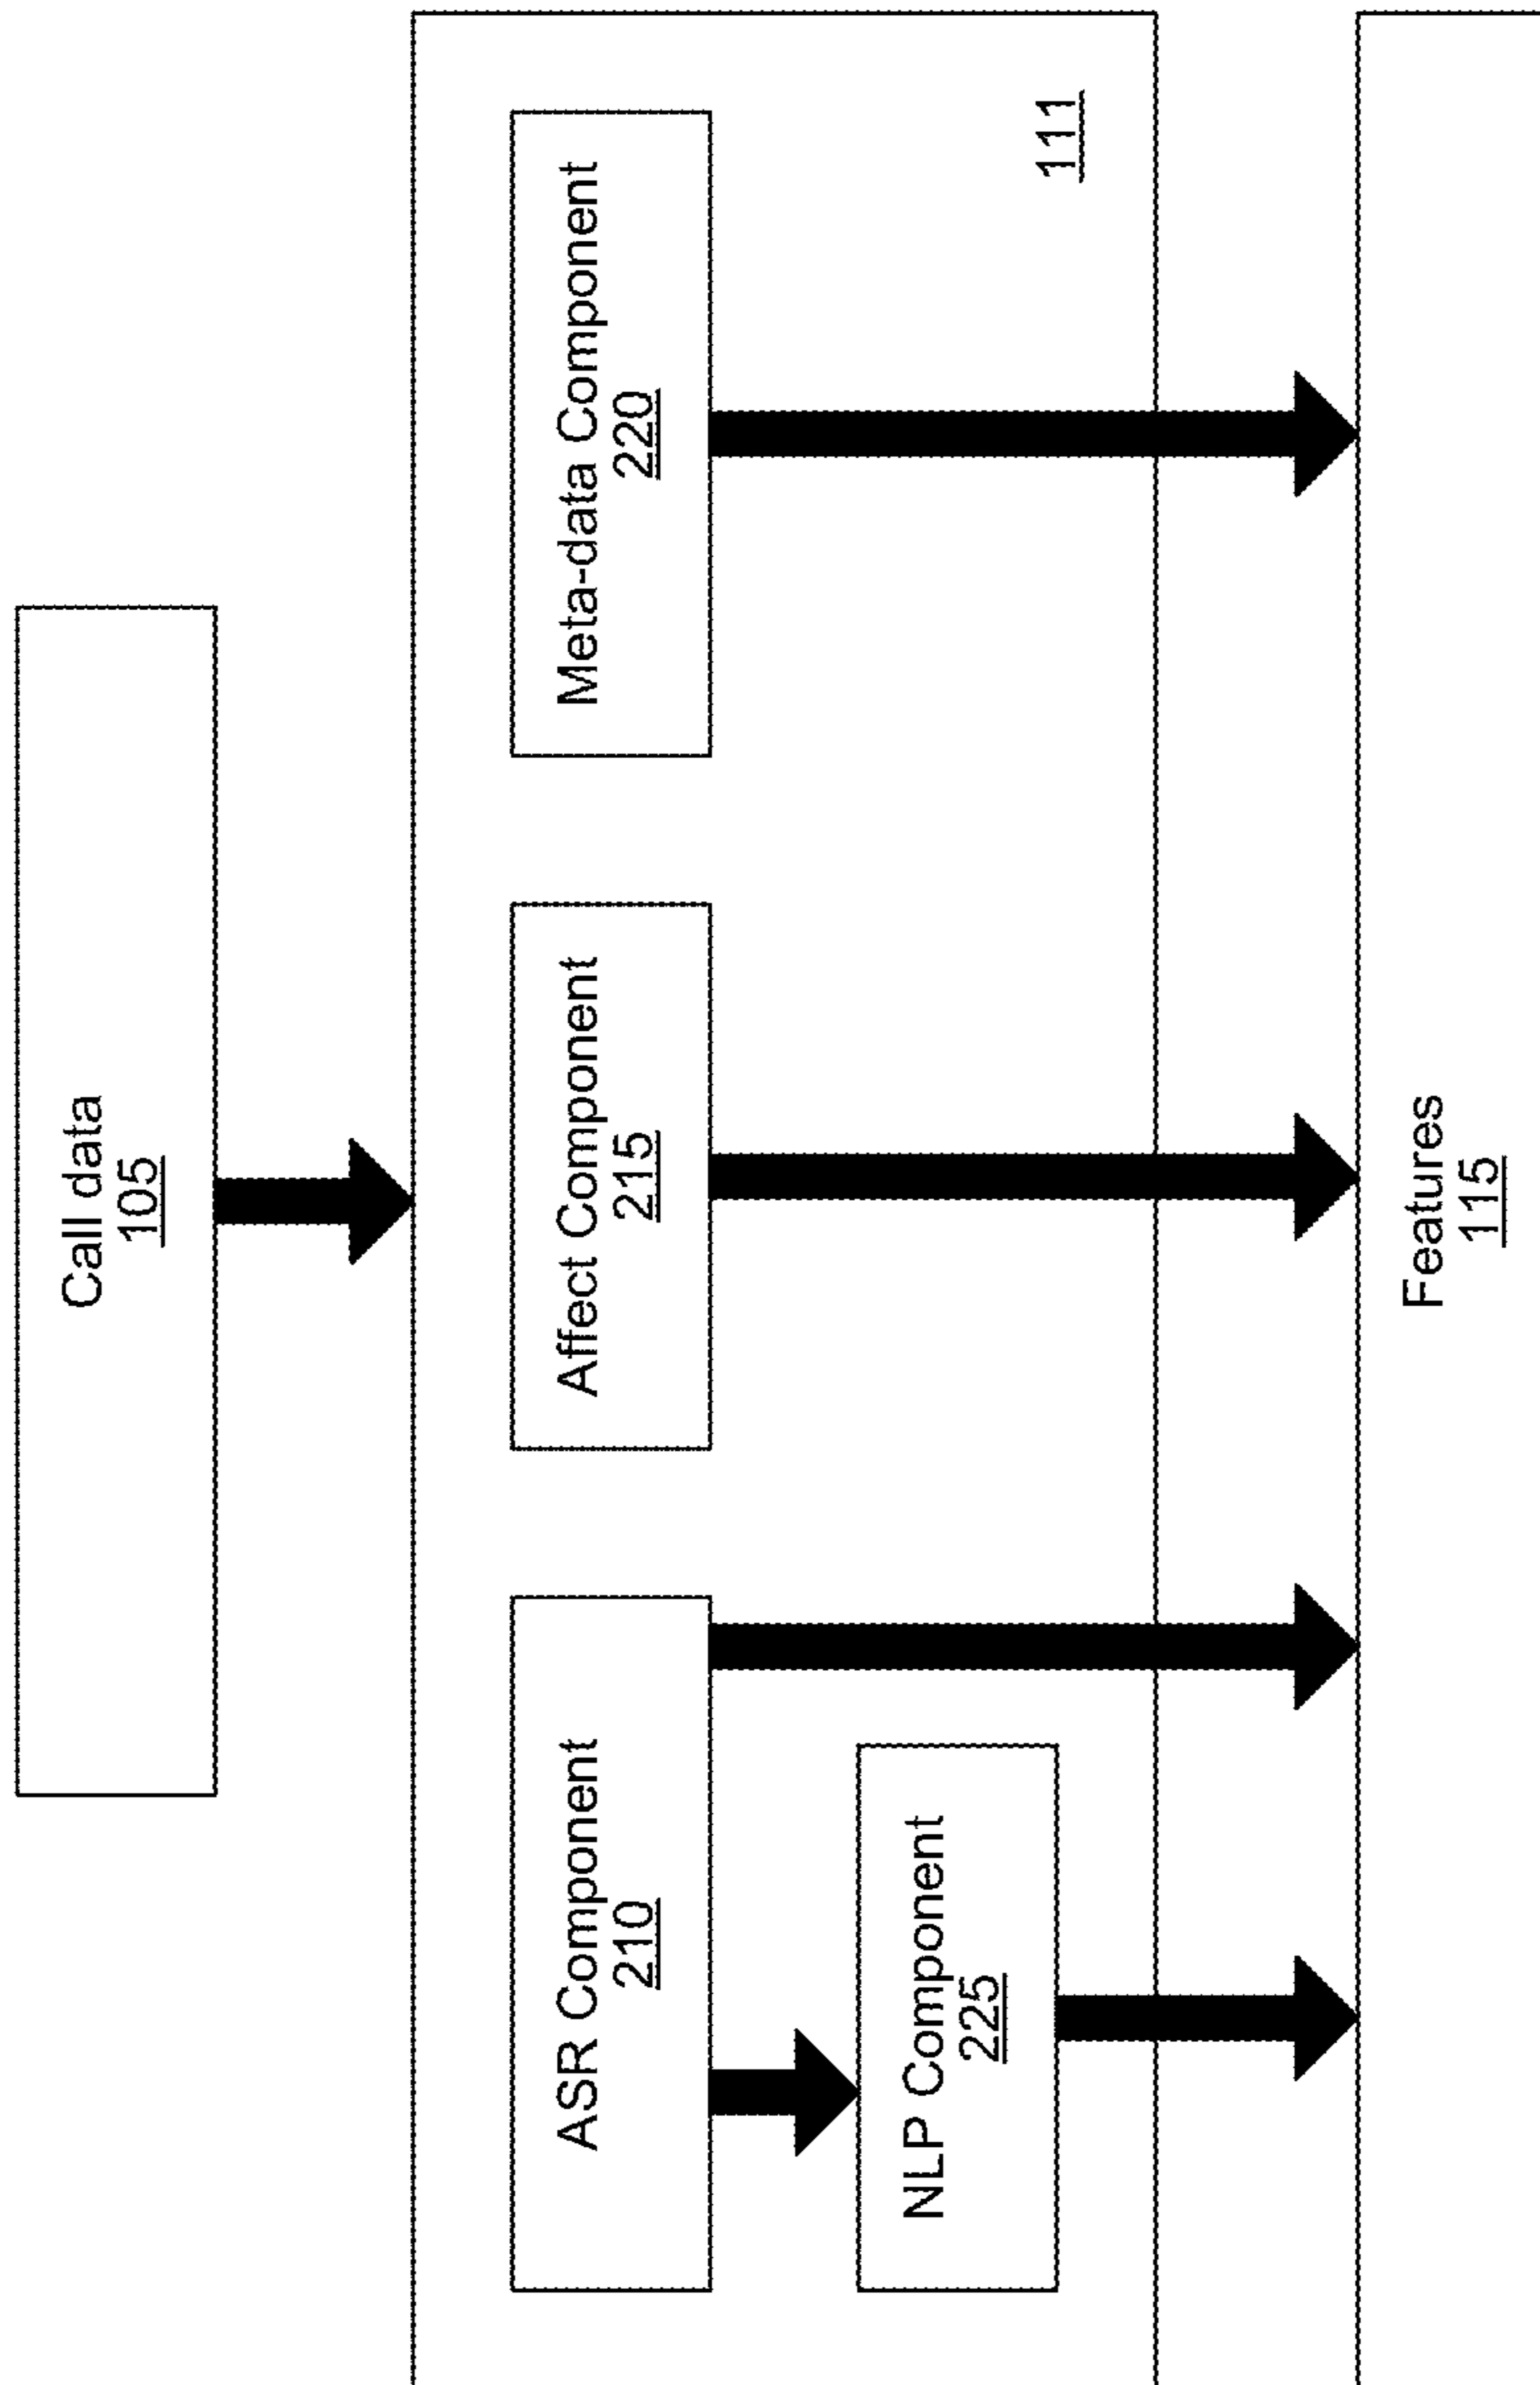 Call data
105
ASR Component
210
Affect Component
215
Meta-data Component
220
NLP Component
225
111
Features
115